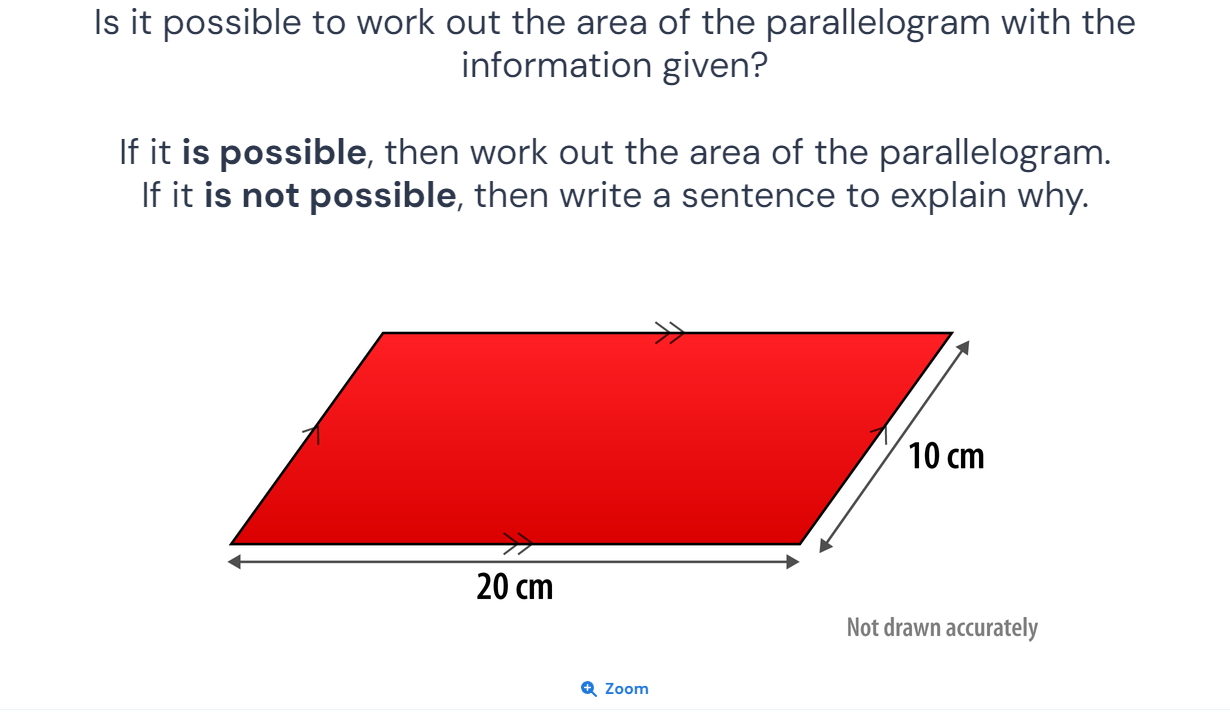 Is it possible to work out the area of the parallelogram with the
information given?
If it is possible, then work out the area of the parallelogram.
If it is not possible, then write a sentence to explain why.
10 cm
20 cm
Not drawn accurately
Zoom